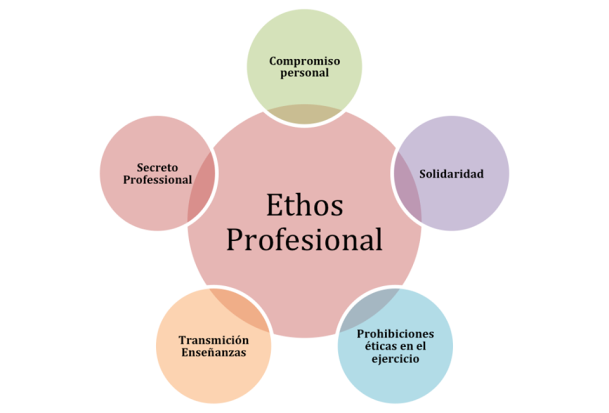 Compromiso
personal
Secreto
Professional
Solidaridad
Ethos
Profesional
Transmición
Enseñanzas
Prohibiciones
éticas en el
ejercicio